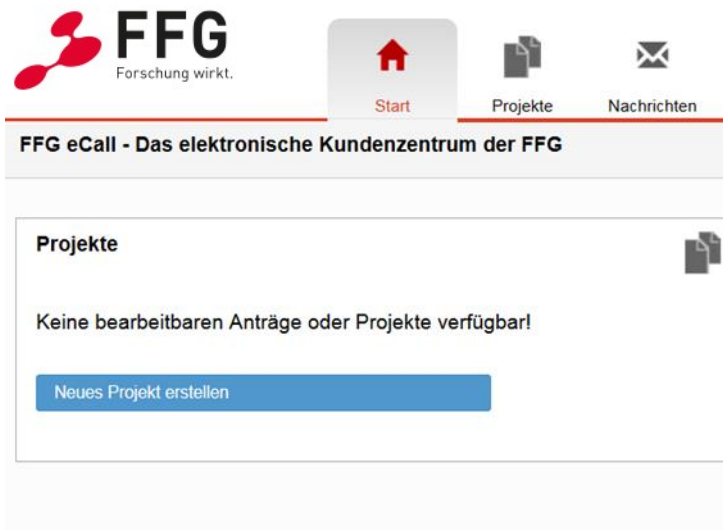 FFG
Forschung wirkt.
Start
Projekte
Nachrichten
FFG eCall - Das elektronische Kundenzentrum der FFG
Projekte
Keine bearbeitbaren Anträge oder Projekte verfügbar!
Neues Projekt erstellen